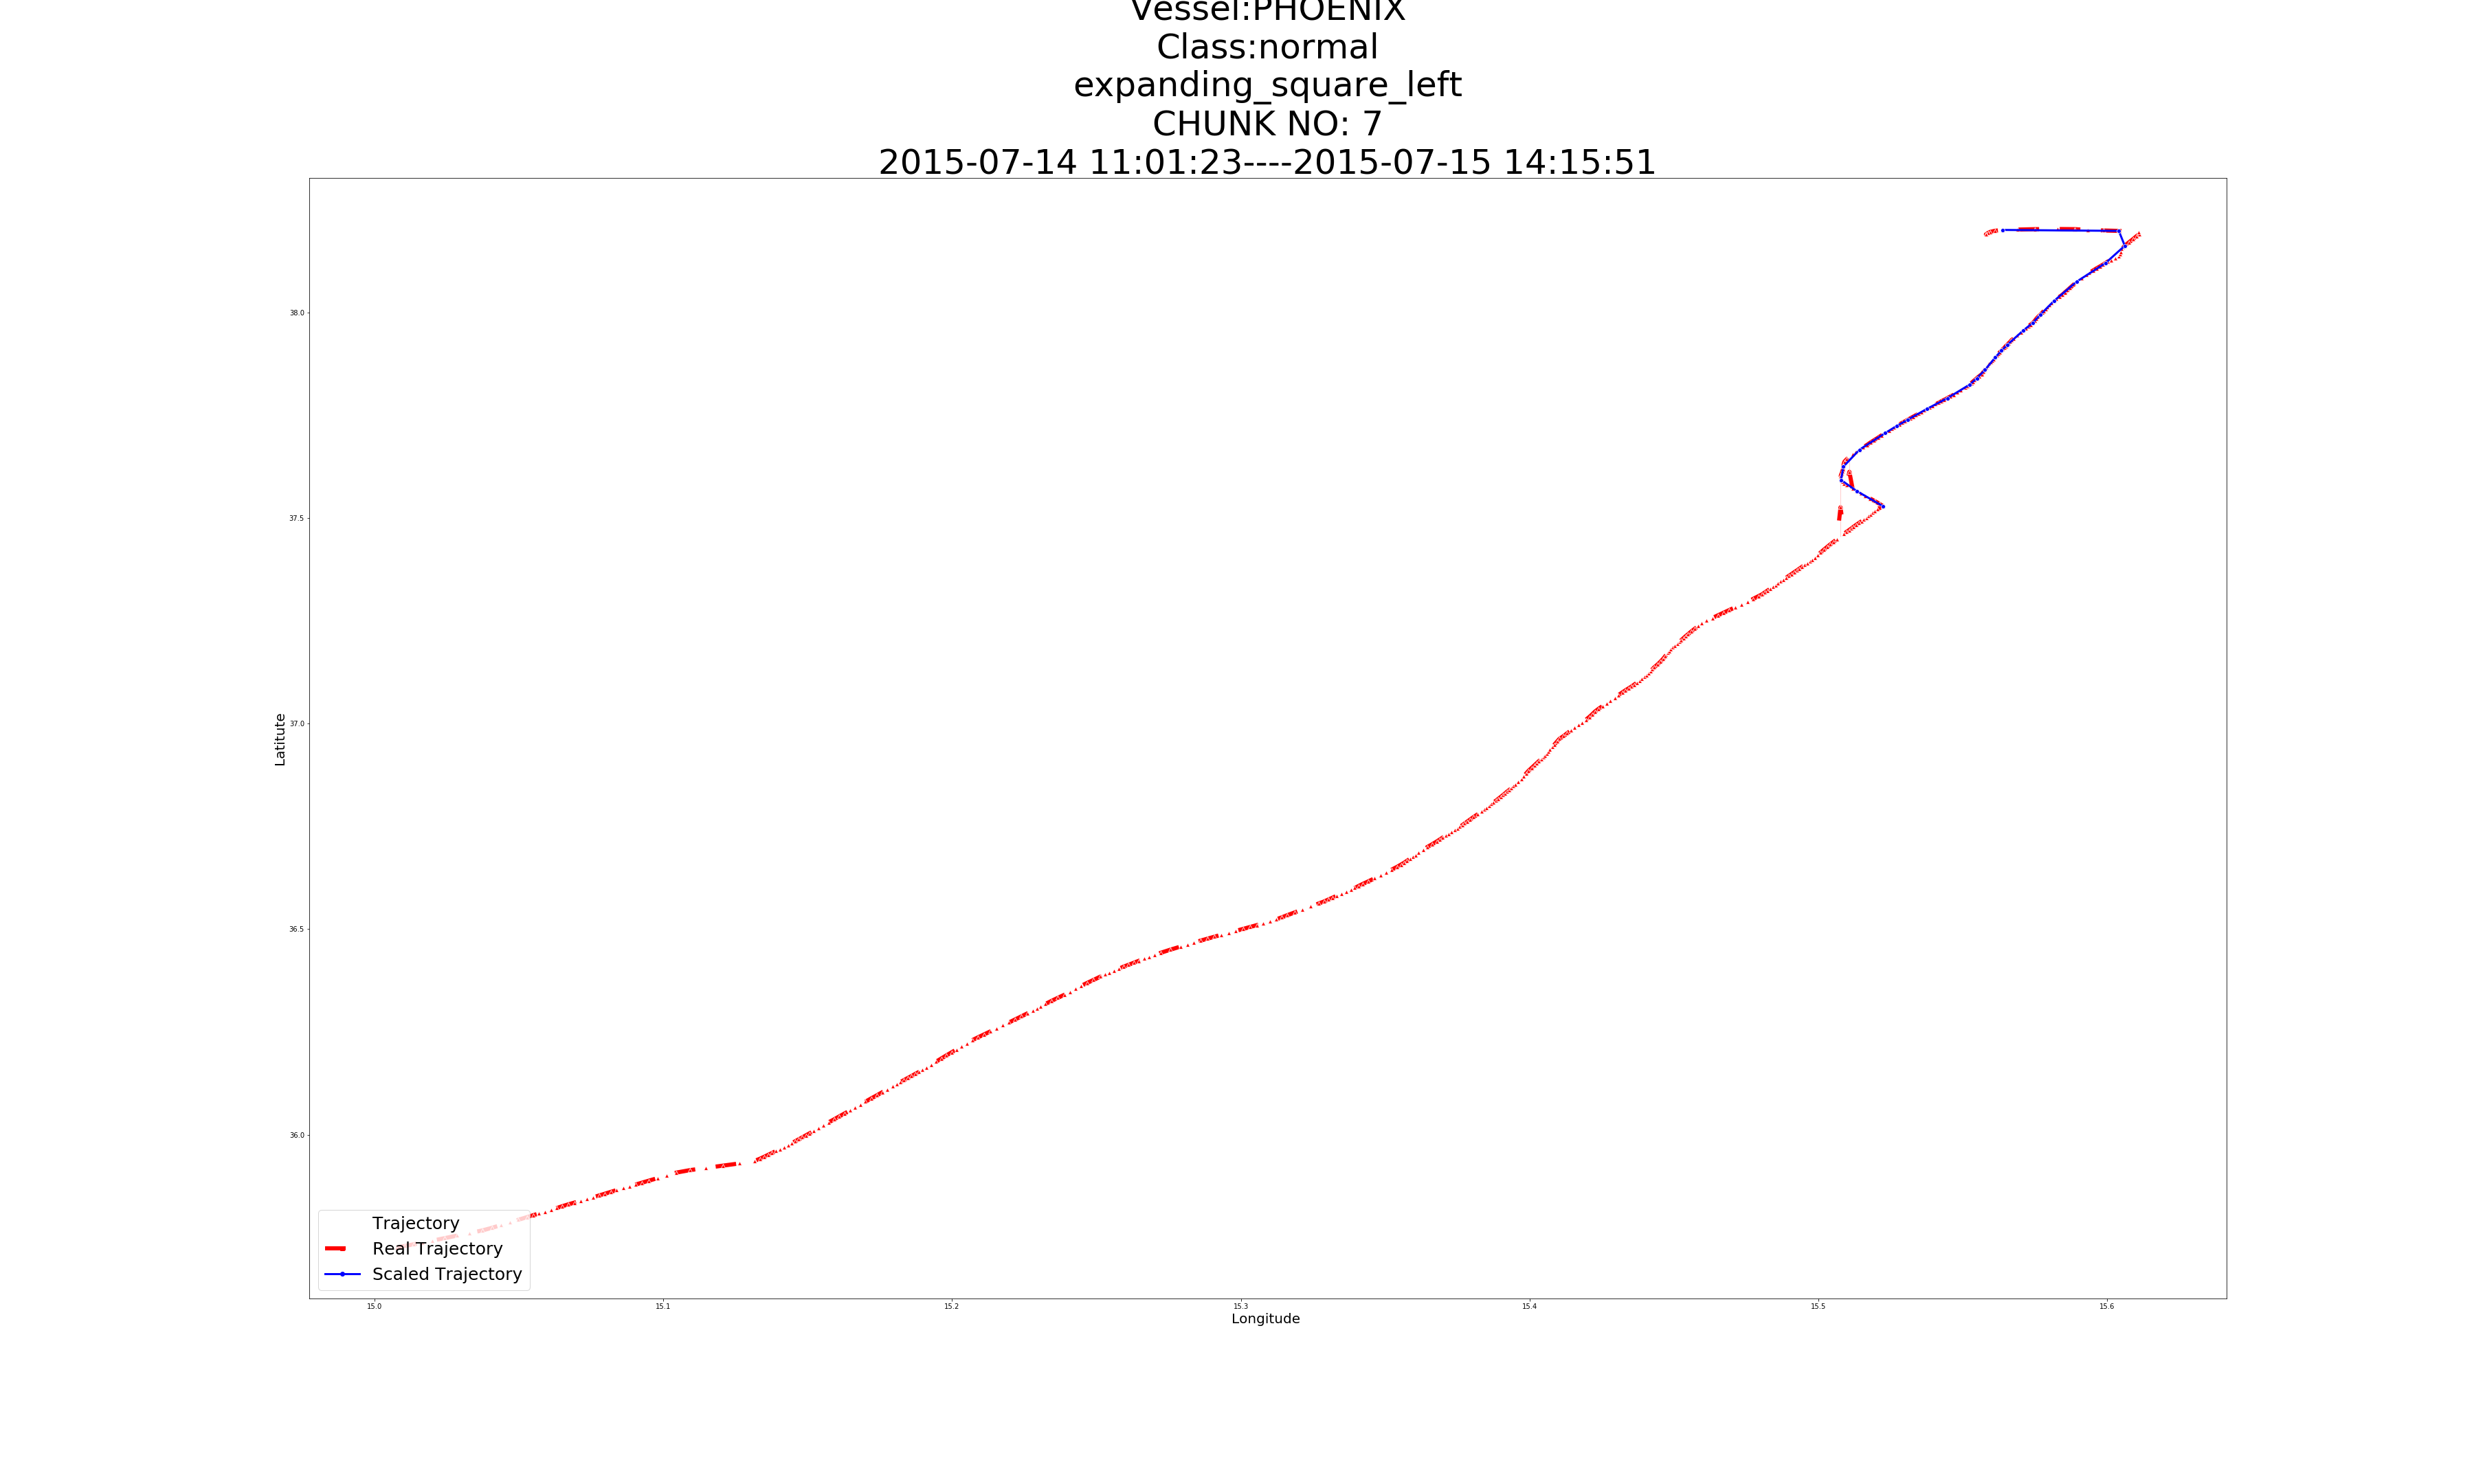 Vessel:PHOENIX
Class:normal
expanding_square_left
CHUNK NO: 7
2015-07-14 11:01:23----2015-07-15 14:15:51
38.0
37.5
37.0
36.5
36.0
Latitute
Trajectory
Real Trajectory
Scaled Trajectory
15.0 15.1 15.2 15.3 15.4 15.5 15.6
Longitude